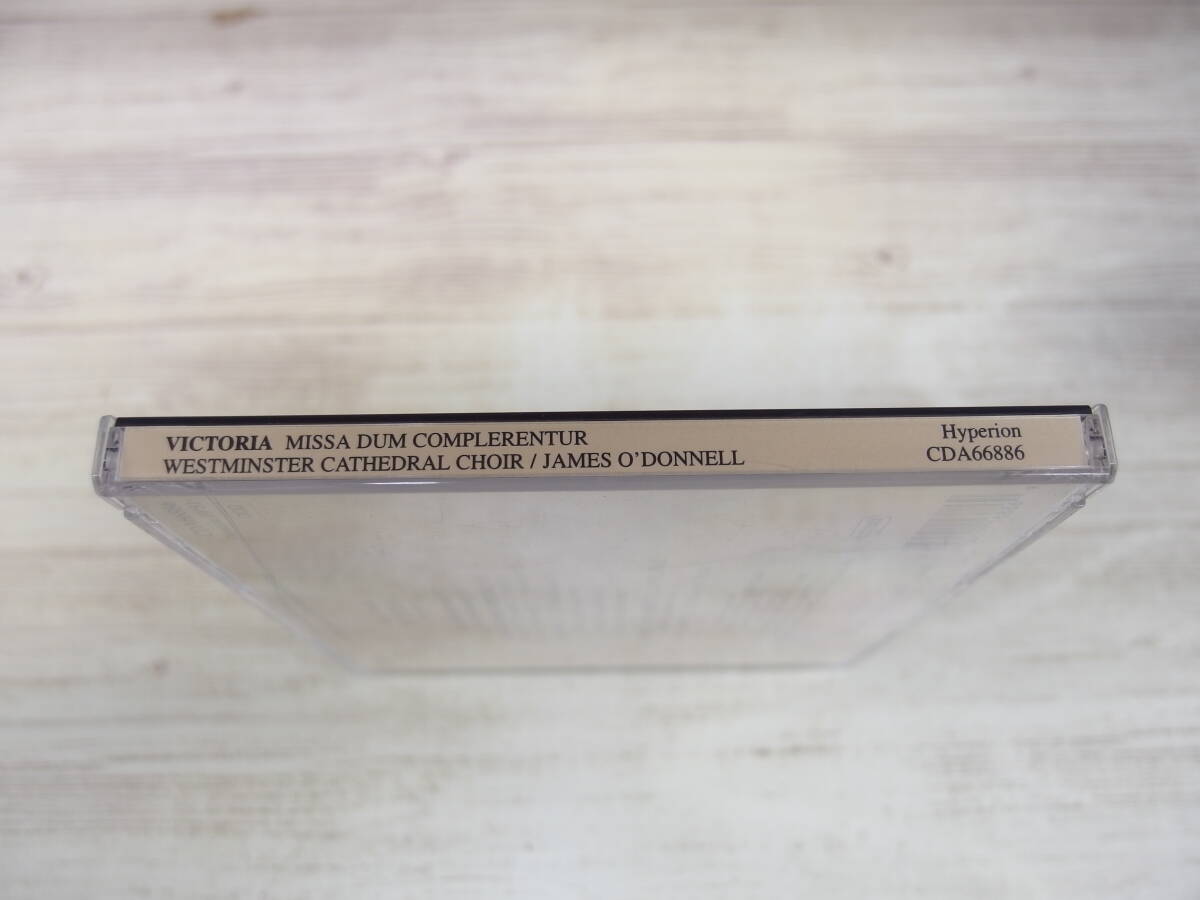 VICTORIA MISSA DUM COMPLERENTUR
WESTMINSTER CATHEDRAL CHOIR / JAMES O'DONNELL
Hyperion
CDA66886